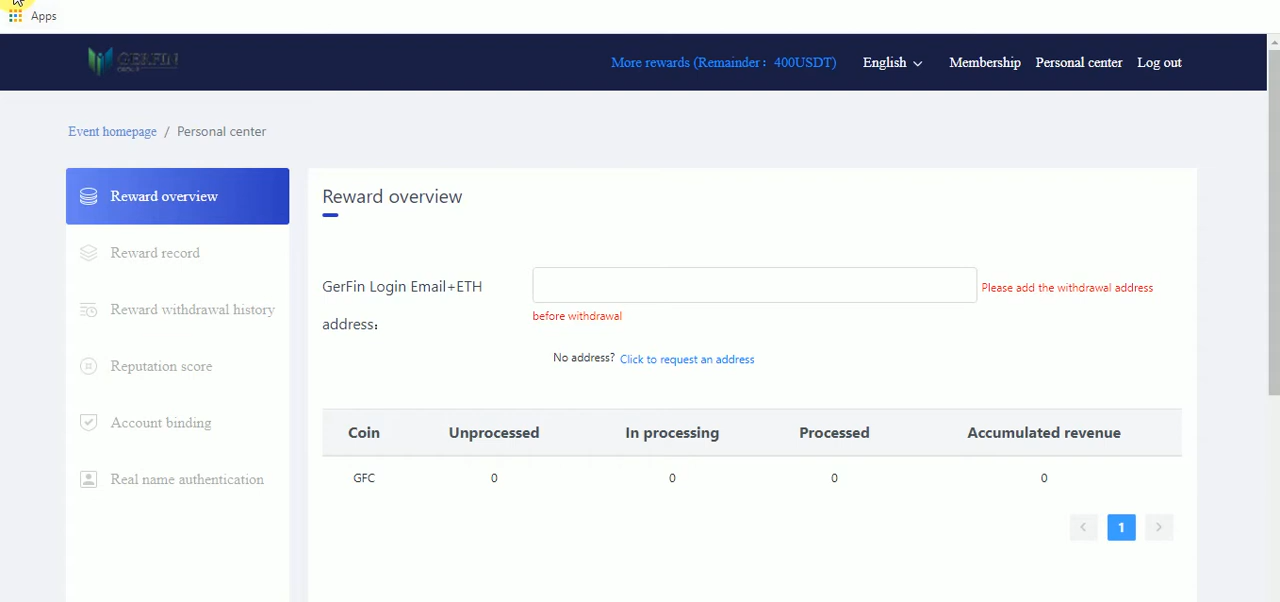 Apps
GERFIN
More rewards (Remainder： 400USDT) English Membership Personal center Log out
Event homepage / Personal center
Reward overview
Reward record
Reward withdrawal history
Reputation score
Account binding
Real name authentication
Reward overview
GerFin Login Email+ETH
address：
Please add the withdrawal address
before withdrawal
No address? Click to request an address
Coin Unprocessed In processing Processed Accumulated revenue
GFC 0 0 0 0
< 1 >